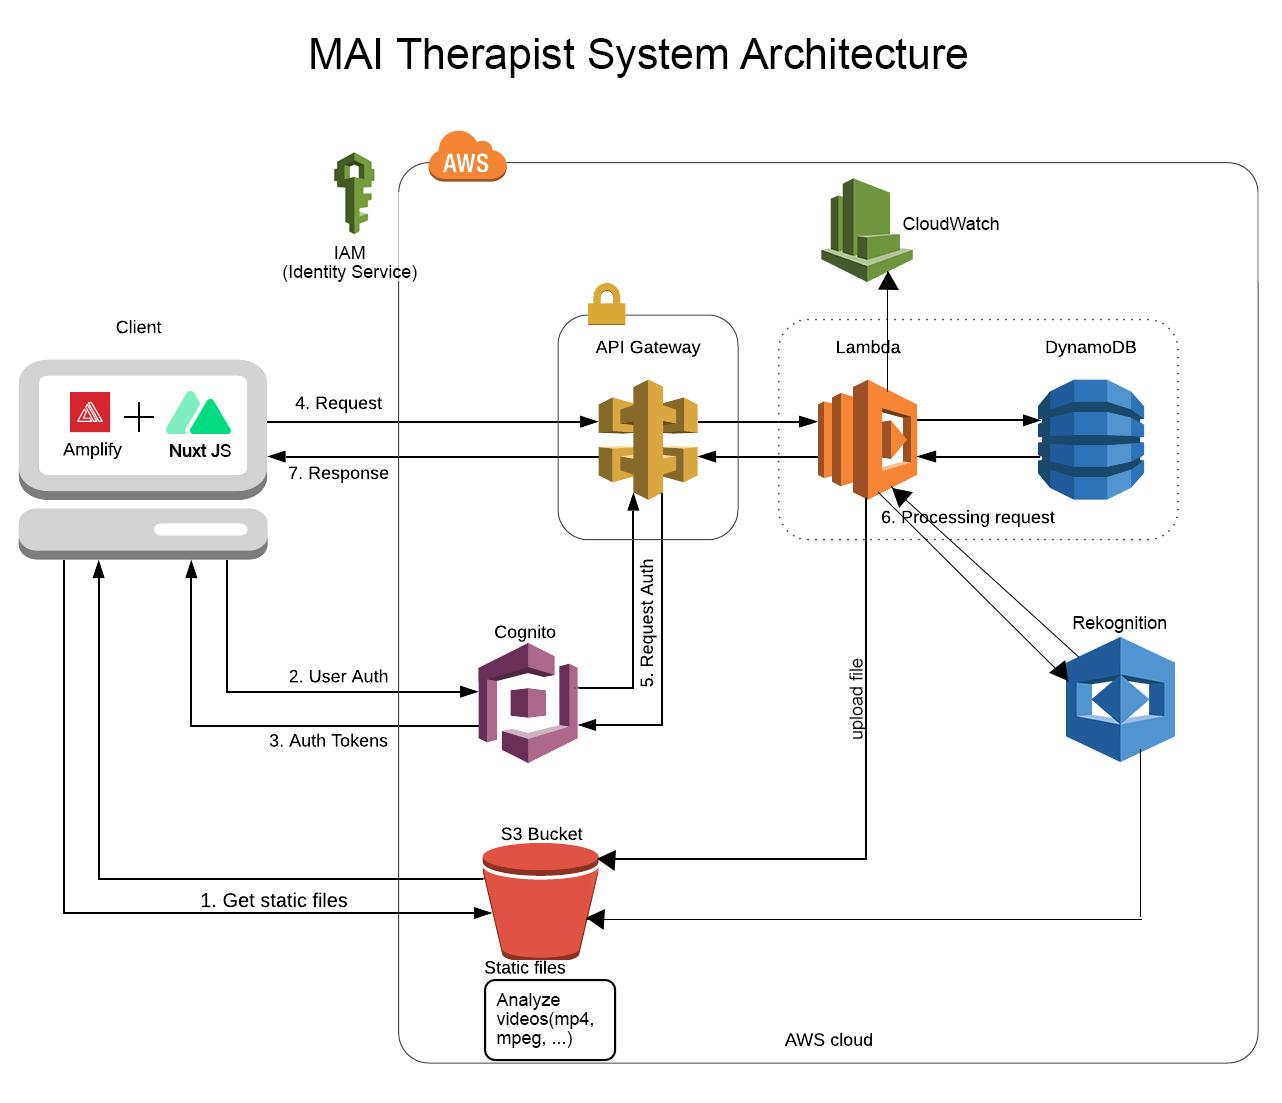 MAI Therapist System Architecture
AWS
IAM
(Identity Service)
CloudWatch
Client
API Gateway
Lambda
DynamoDB
Amplify
Nuxt JS
4. Request
7. Response
6. Processing request
5. Request Auth
Cognito
Rekognition
2. User Auth
3. Auth Tokens
upload file
S3 Bucket
1. Get static files
Static files
Analyze
videos(mp4,
mpeg, ...)
AWS cloud